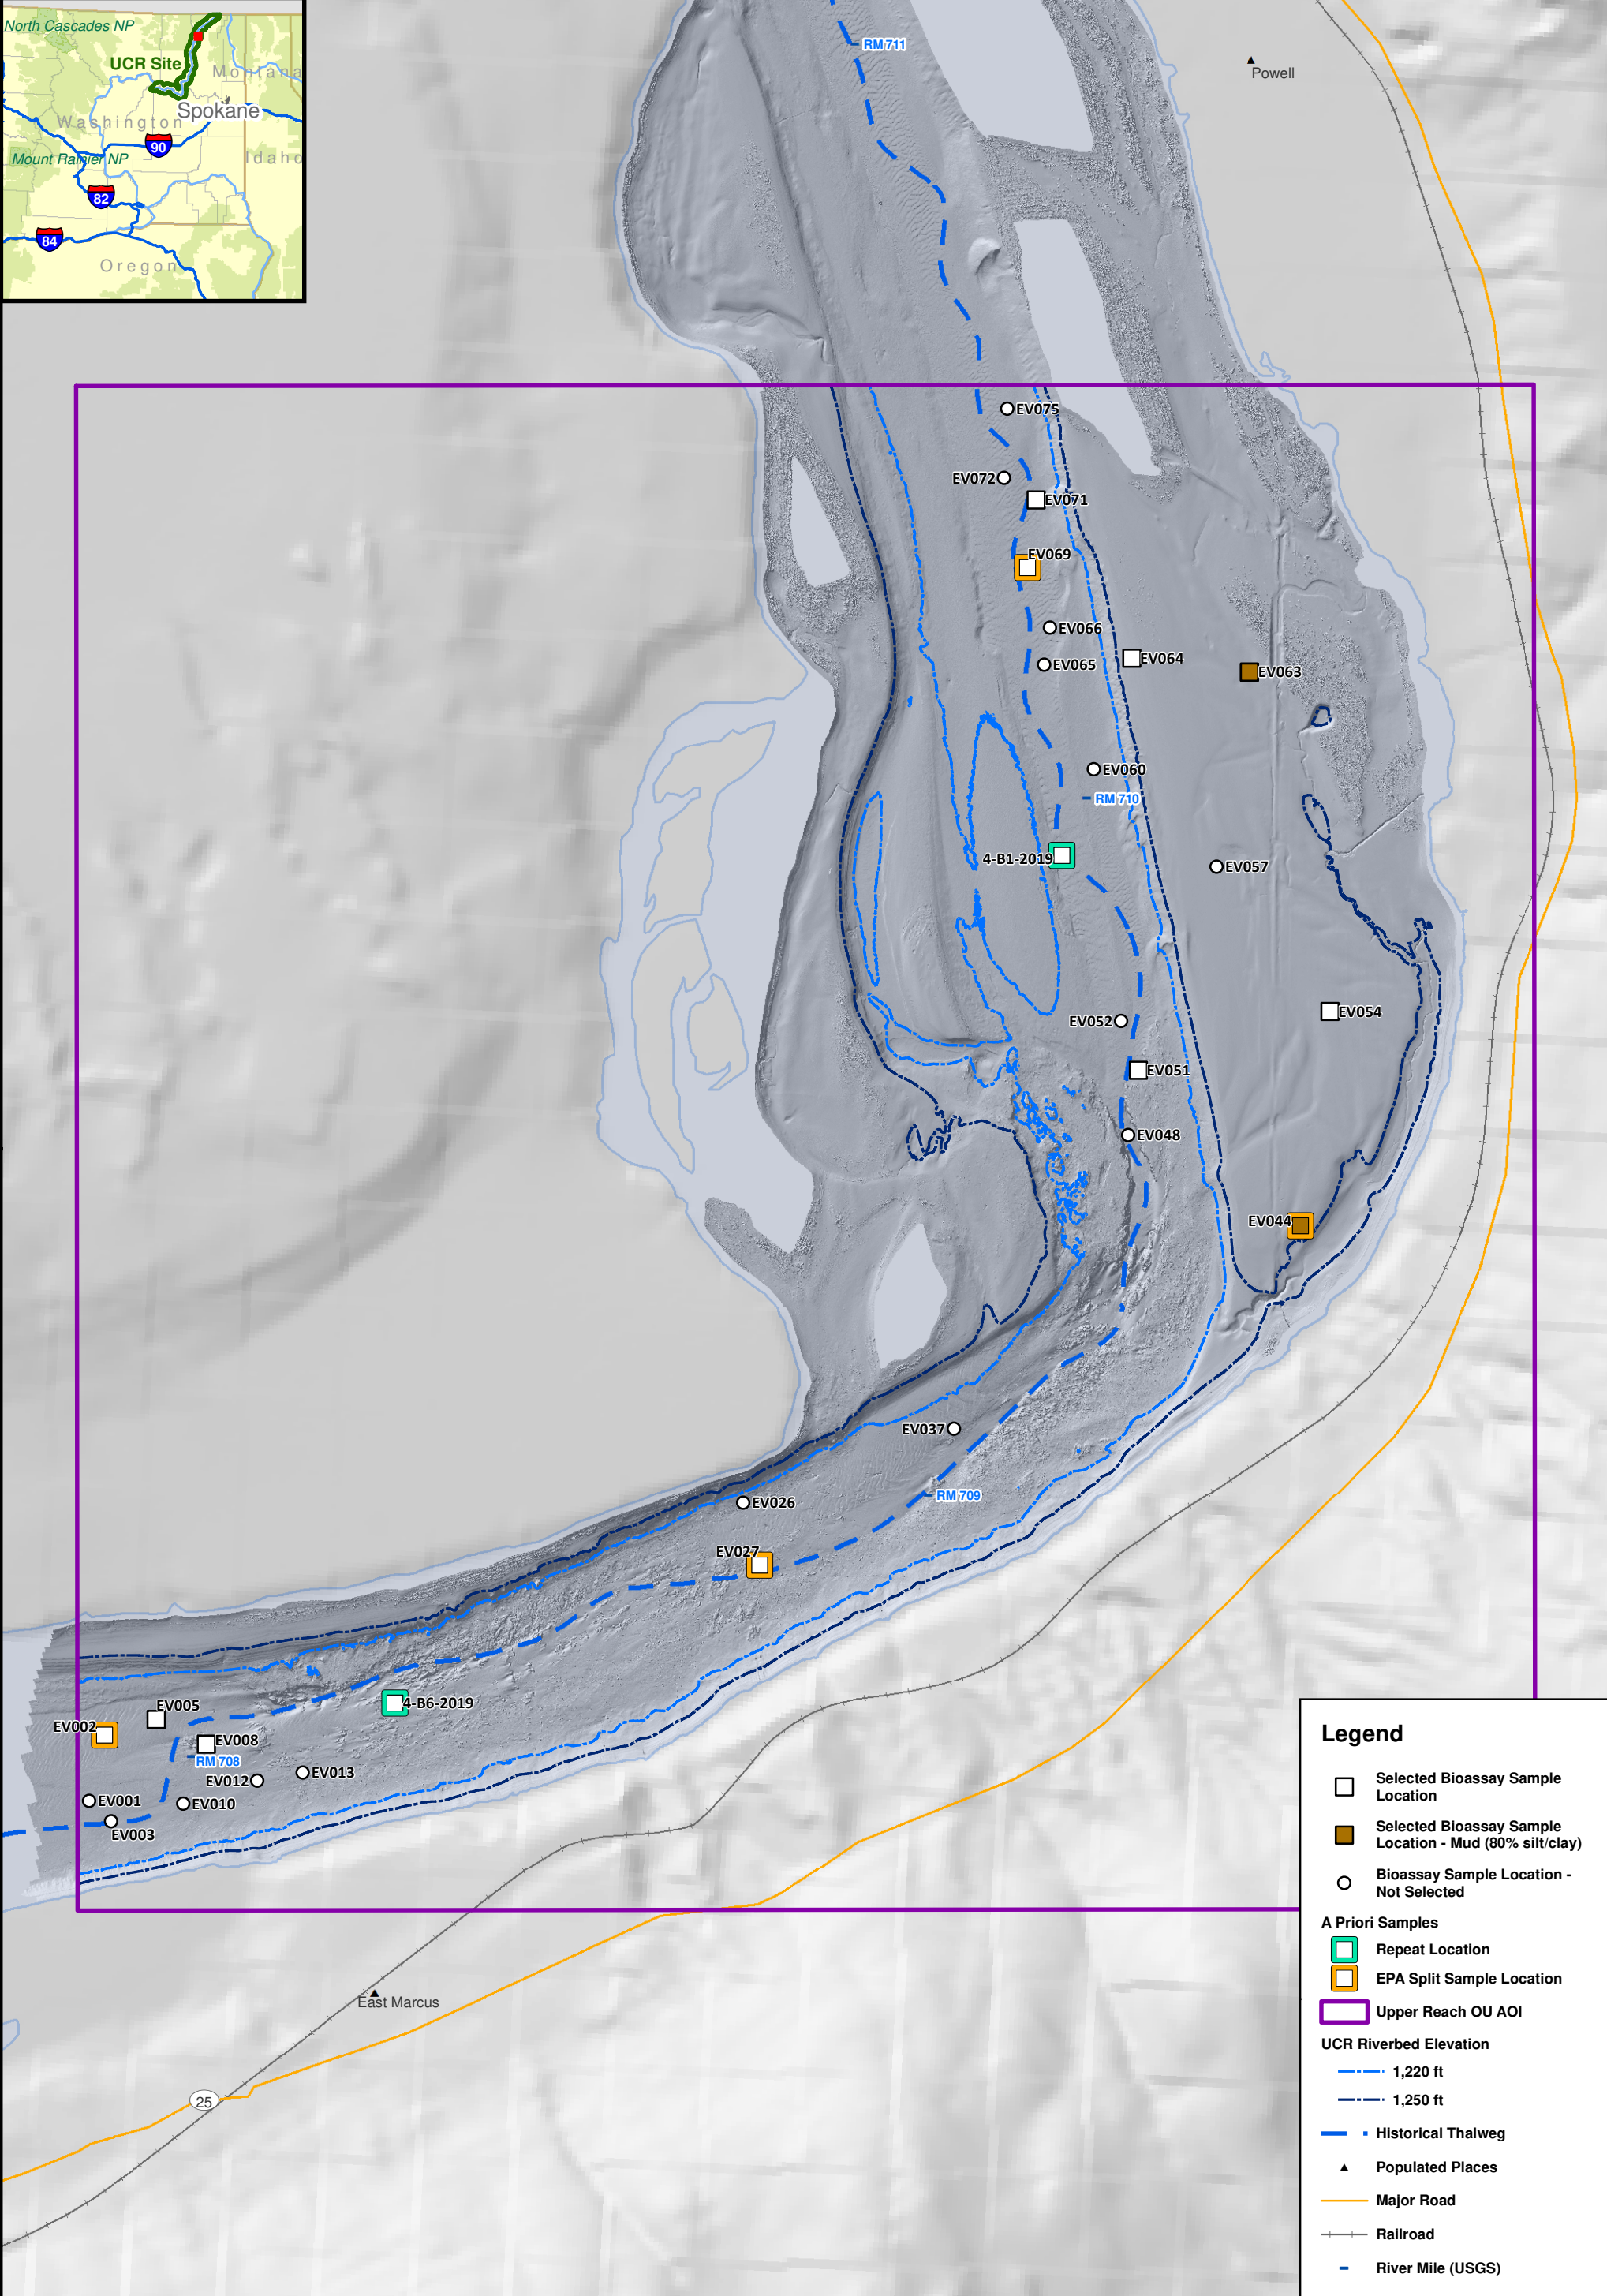 North Cascades NP
UCR Site
Montana
Spokane
Washington
90
Mount Rainier NP
Idaho
82
84
Oregon
RM 711
Powell
EV075
EV072
EV071
EV069
EV066
EV065
EV064
EV063
EV060
RM 710
4-B1-2019
EV057
EV052
EV054
EV051
EV048
EV044
EV037
RM 709
EV026
EV027
4-B6-2019
EV005
EV002
EV008
RM 708
EV012
EV013
EV001
EV010
EV003
East Marcus
25
Legend
Selected Bioassay Sample
Location
Selected Bioassay Sample
Location - Mud (80% silt/clay)
Bioassay Sample Location -
Not Selected
A Priori Samples
Repeat Location
EPA Split Sample Location
Upper Reach OU AOI
UCR Riverbed Elevation
1,220 ft
1,250 ft
Historical Thalweg
Populated Places
Major Road
Railroad
River Mile (USGS)